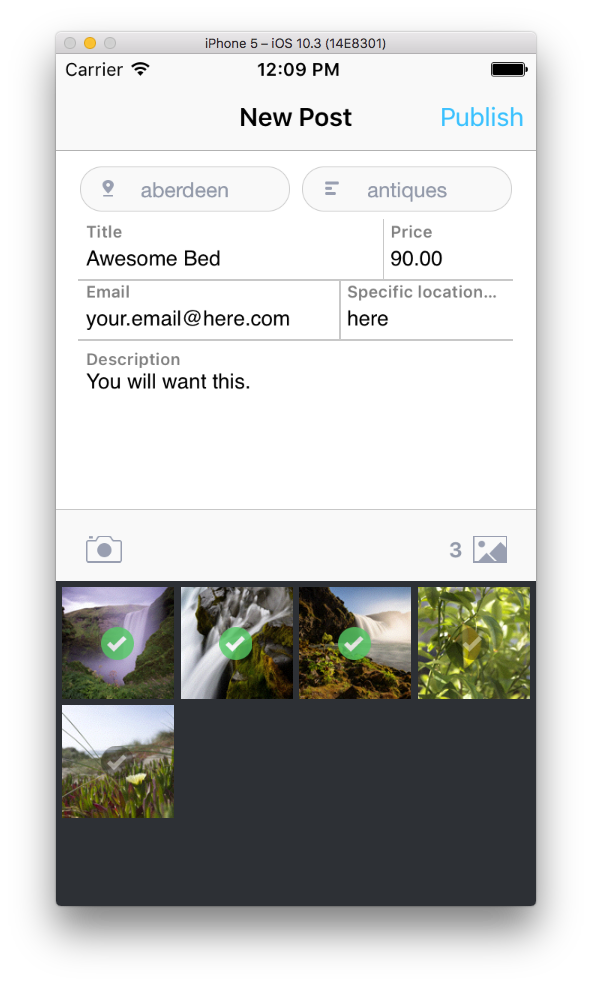 iPhone 5 – iOS 10.3 (14E8301)
Carrier 12:09 PM
New Post Publish
aberdeen antiques
Title Price
Awesome Bed 90.00
Email Specific location...
your.email@here.com here
Description
You will want this.
3